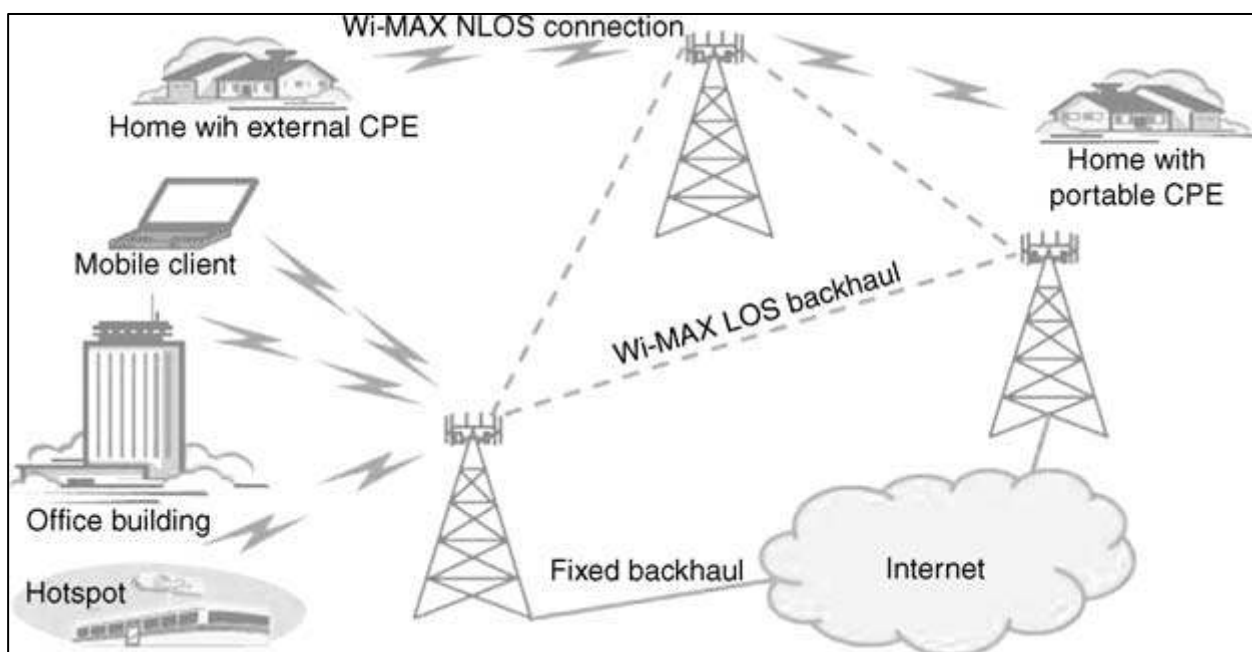 Wi-MAX NLOS connection
Home wih external CPE
Home with
portable CPE
Mobile client
Wi-MAX LOS backhaul
Office building
Fixed backhaul
Internet
Hotspot